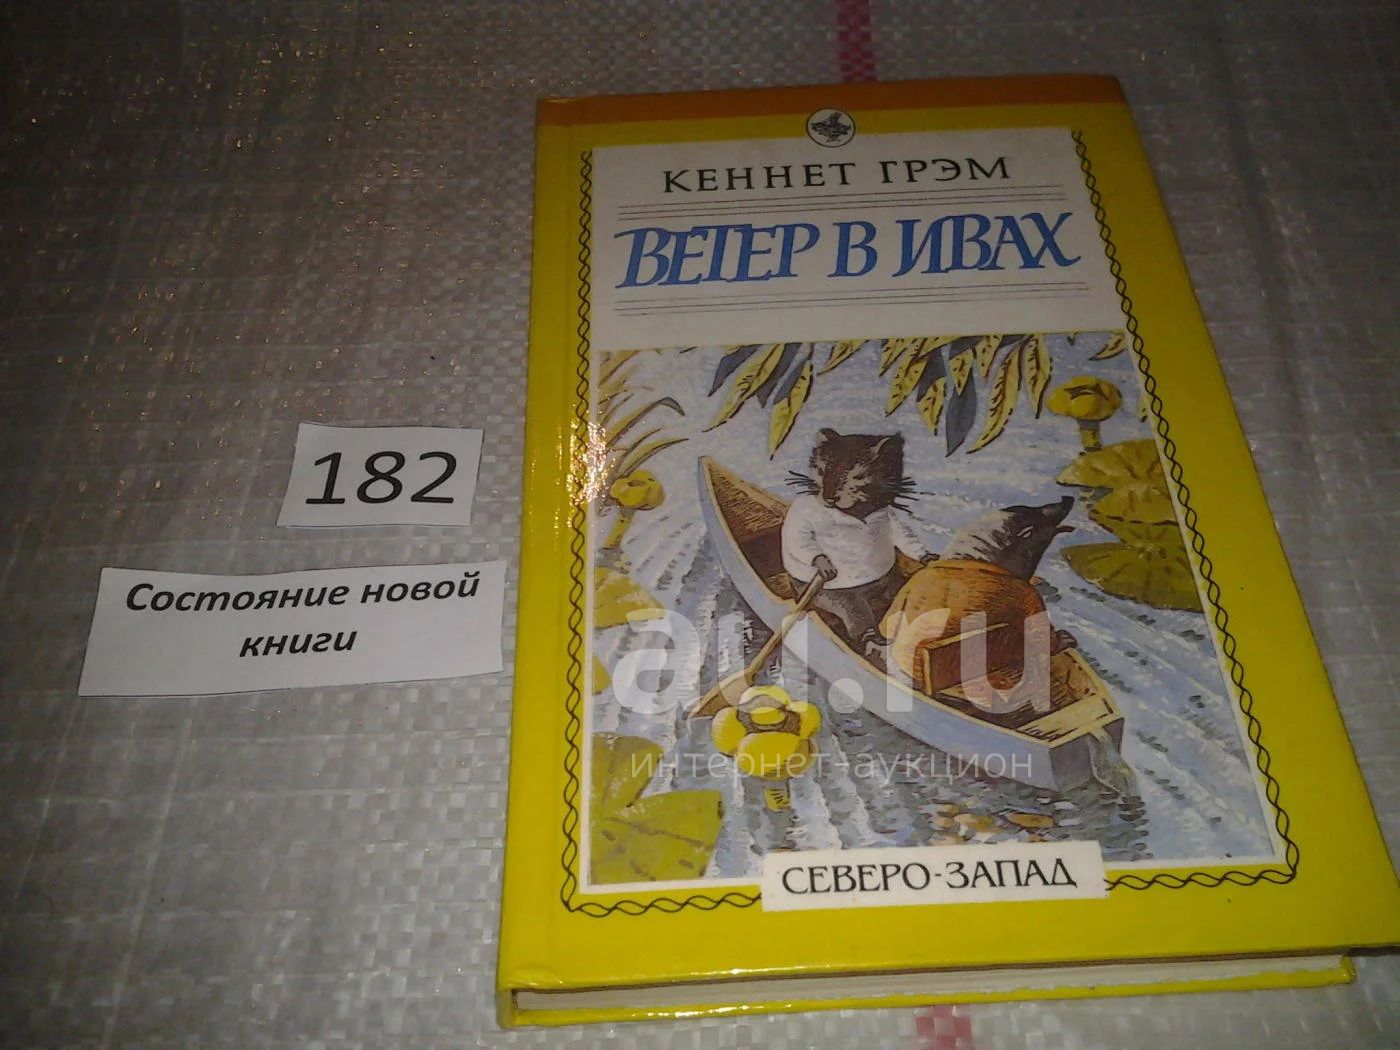 КЕННЕТ ГРЭМ
ВЕТЕР В ИВАХ
182
Состояние новой
книги
au.ru
интернет-аукцион
СЕВЕРО-ЗАПАД